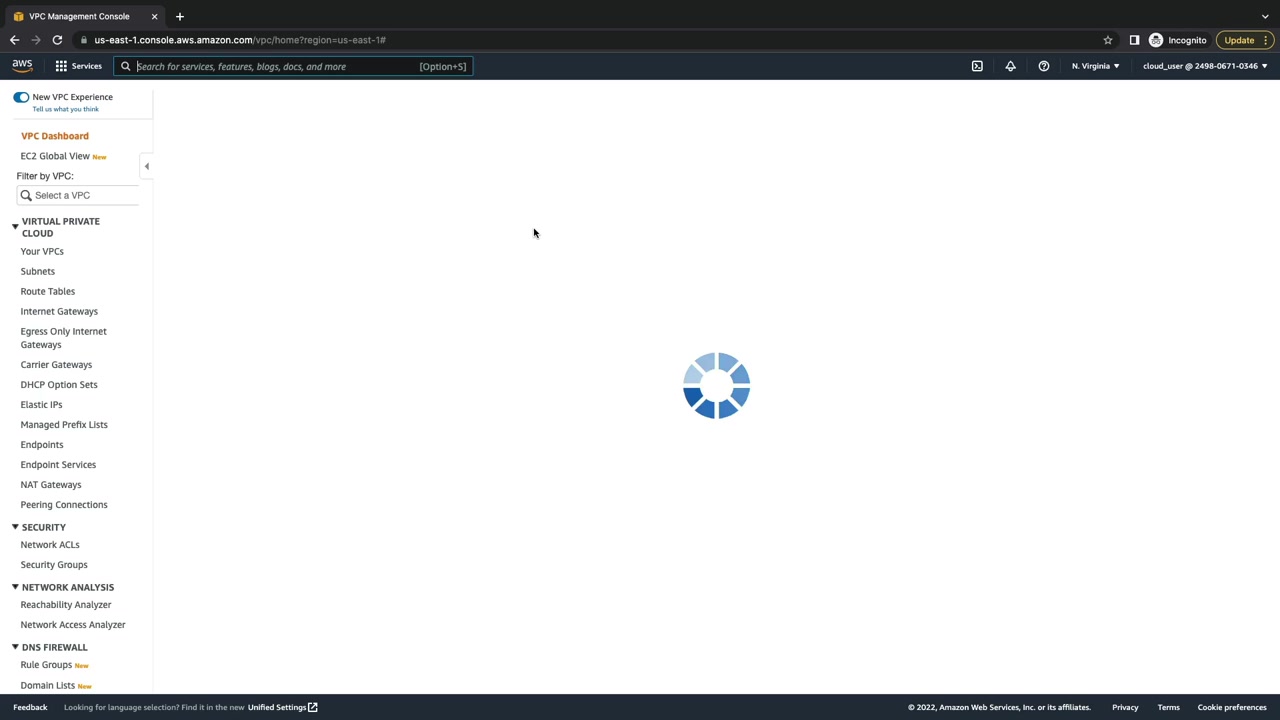 VPC Management Console
us-east-1.console.aws.amazon.com/vpc/home?region=us-east-1#
Incognito
Update
aws
Services
Search for services, features, blogs, docs, and more
[Option+S]
N. Virginia
cloud_user @ 2498-0671-0346
New VPC Experience
Tell us what you think
VPC Dashboard
EC2 Global View New
Filter by VPC:
Select a VPC
VIRTUAL PRIVATE
CLOUD
Your VPCs
Subnets
Route Tables
Internet Gateways
Egress Only Internet
Gateways
Carrier Gateways
DHCP Option Sets
Elastic IPs
Managed Prefix Lists
Endpoints
Endpoint Services
NAT Gateways
Peering Connections
SECURITY
Network ACLs
Security Groups
NETWORK ANALYSIS
Reachability Analyzer
Network Access Analyzer
DNS FIREWALL
Rule Groups New
Domain Lists New
Feedback
Looking for language selection? Find it in the new Unified Settings
© 2022, Amazon Web Services, Inc. or its affiliates.
Privacy
Terms
Cookie preferences